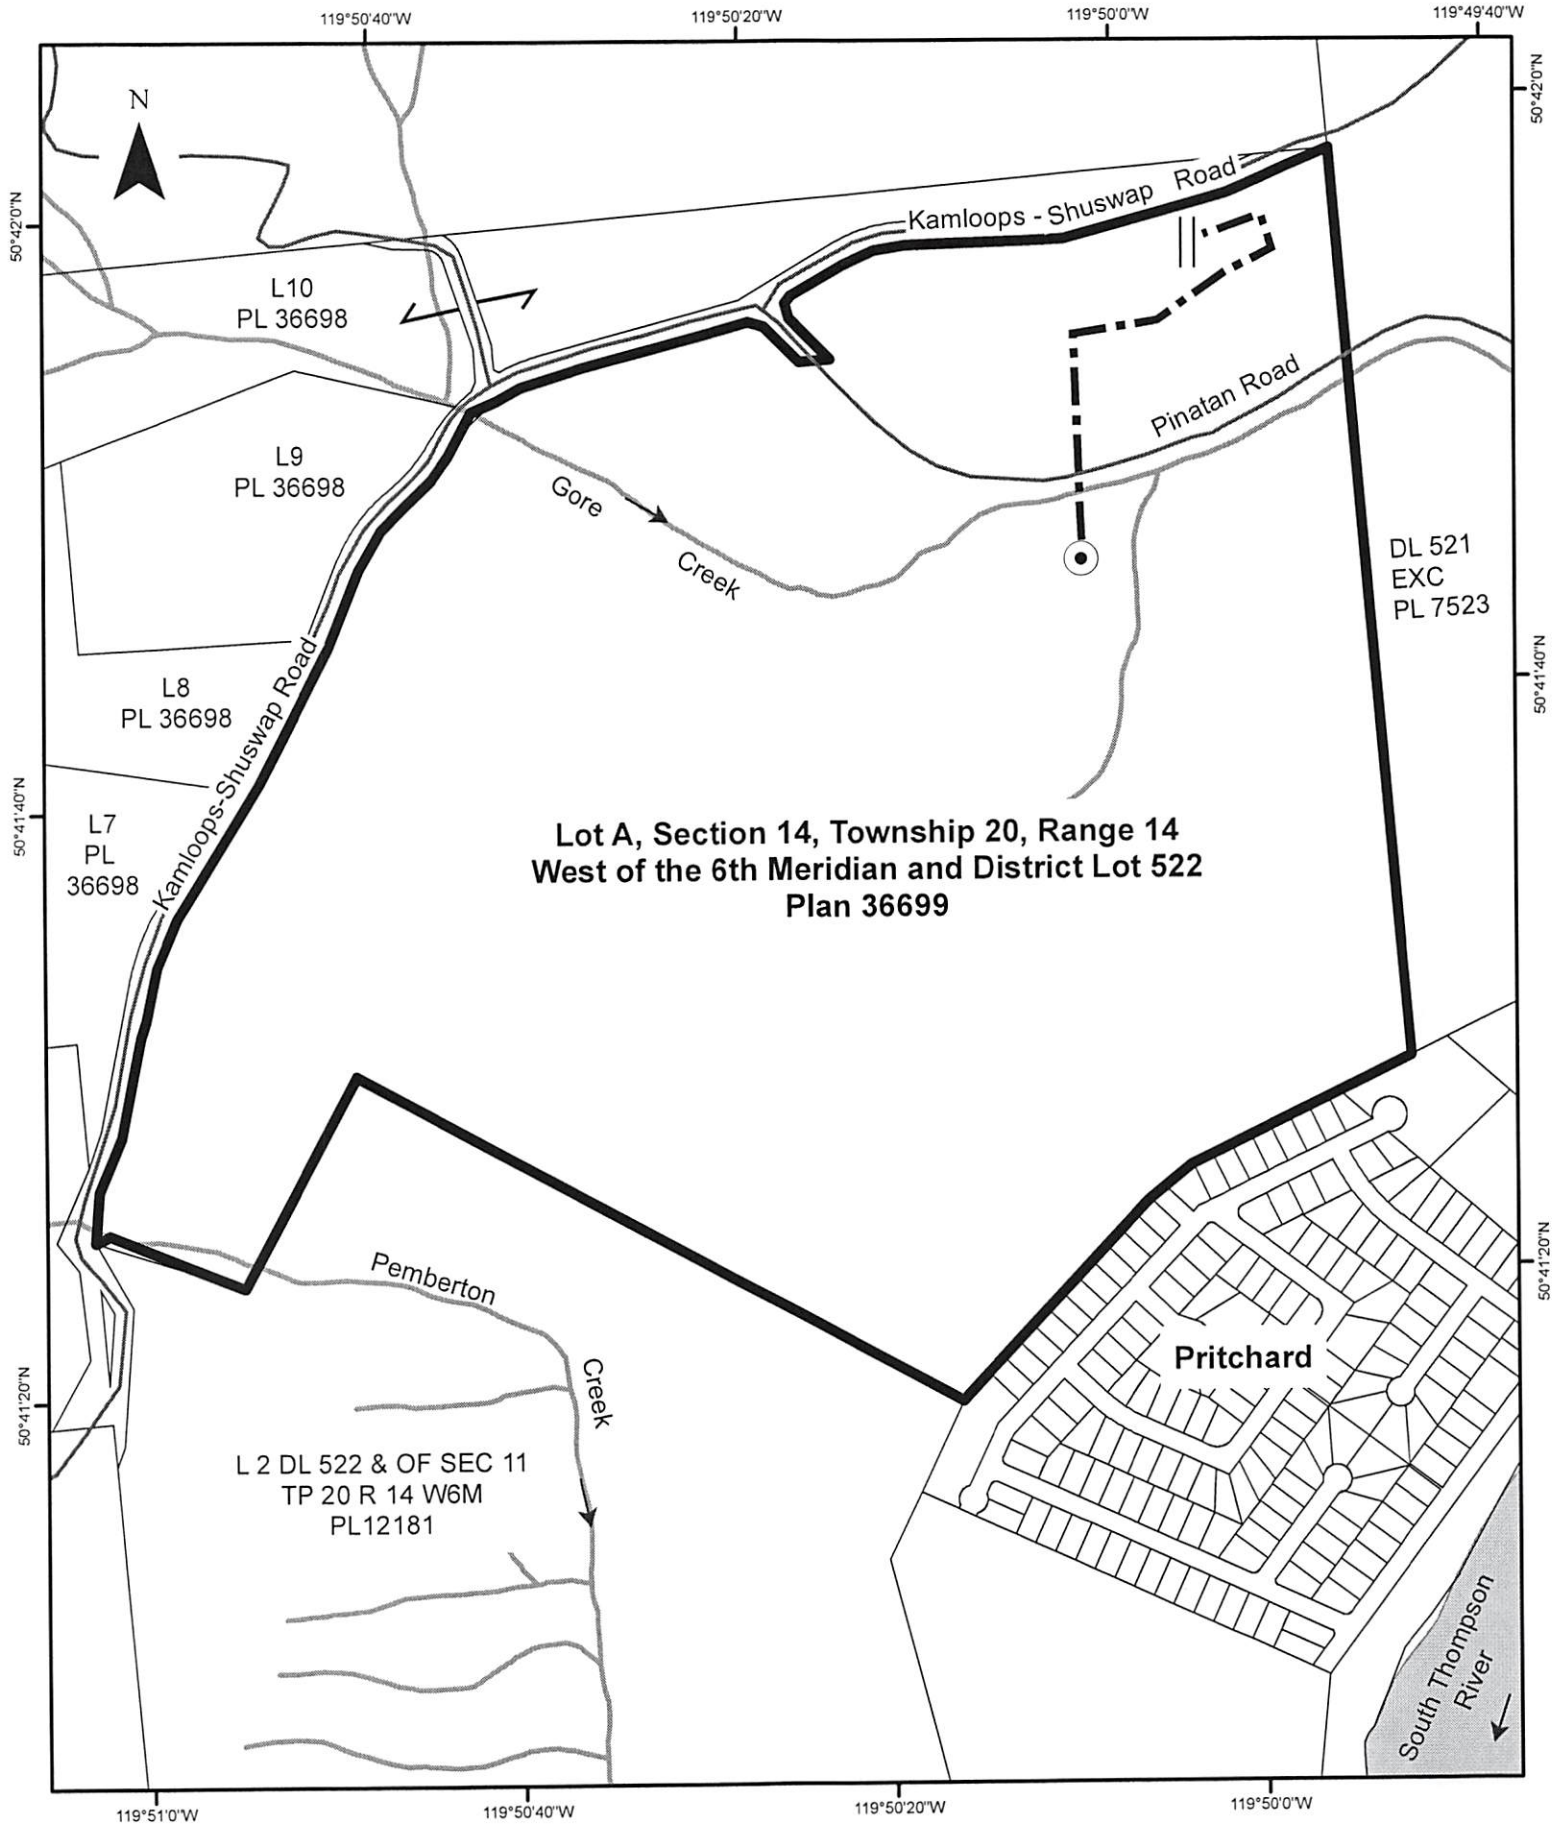 119°50'40"W
119°50'20"W
119°50'0"W
119°49'40"W
50°42'0"N
N
50°42'0"N
Kamloops - Shuswap Road
L10
PL 36698
Pinatan Road
L9
PL 36698
Gore
Creek
DL 521
EXC
PL 7523
50°41'40"N
L8
PL 36698
Kamloops-Shuswap Road
50°41'40"N
L7
PL
36698
Lot A, Section 14, Township 20, Range 14
West of the 6th Meridian and District Lot 522
Plan 36699
50°41'20"N
Pemberton
Creek
Pritchard
50°41'20"N
L 2 DL 522 & OF SEC 11
TP 20 R 14 W6M
PL12181
South Thompson
River
119°51'0"W
119°50'40"W
119°50'20"W
119°50'0"W